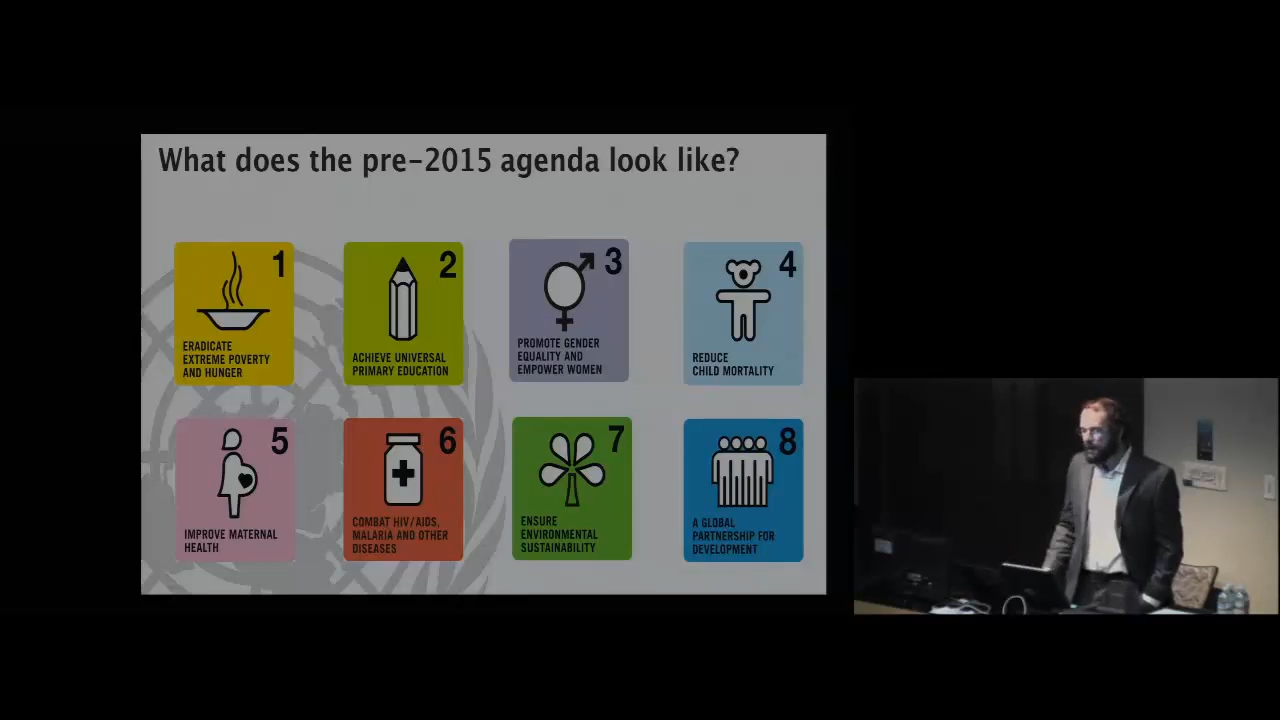 What does the pre-2015 agenda look like?
1
ERADICATE
EXTREME POVERTY
AND HUNGER
2
ACHIEVE UNIVERSAL
PRIMARY EDUCATION
3
PROMOTE GENDER
EQUALITY AND
EMPOWER WOMEN
4
REDUCE
CHILD MORTALITY
5
IMPROVE MATERNAL
HEALTH
6
COMBAT HIV/AIDS,
MALARIA AND OTHER
DISEASES
7
ENSURE
ENVIRONMENTAL
SUSTAINABILITY
8
A GLOBAL
PARTNERSHIP FOR
DEVELOPMENT